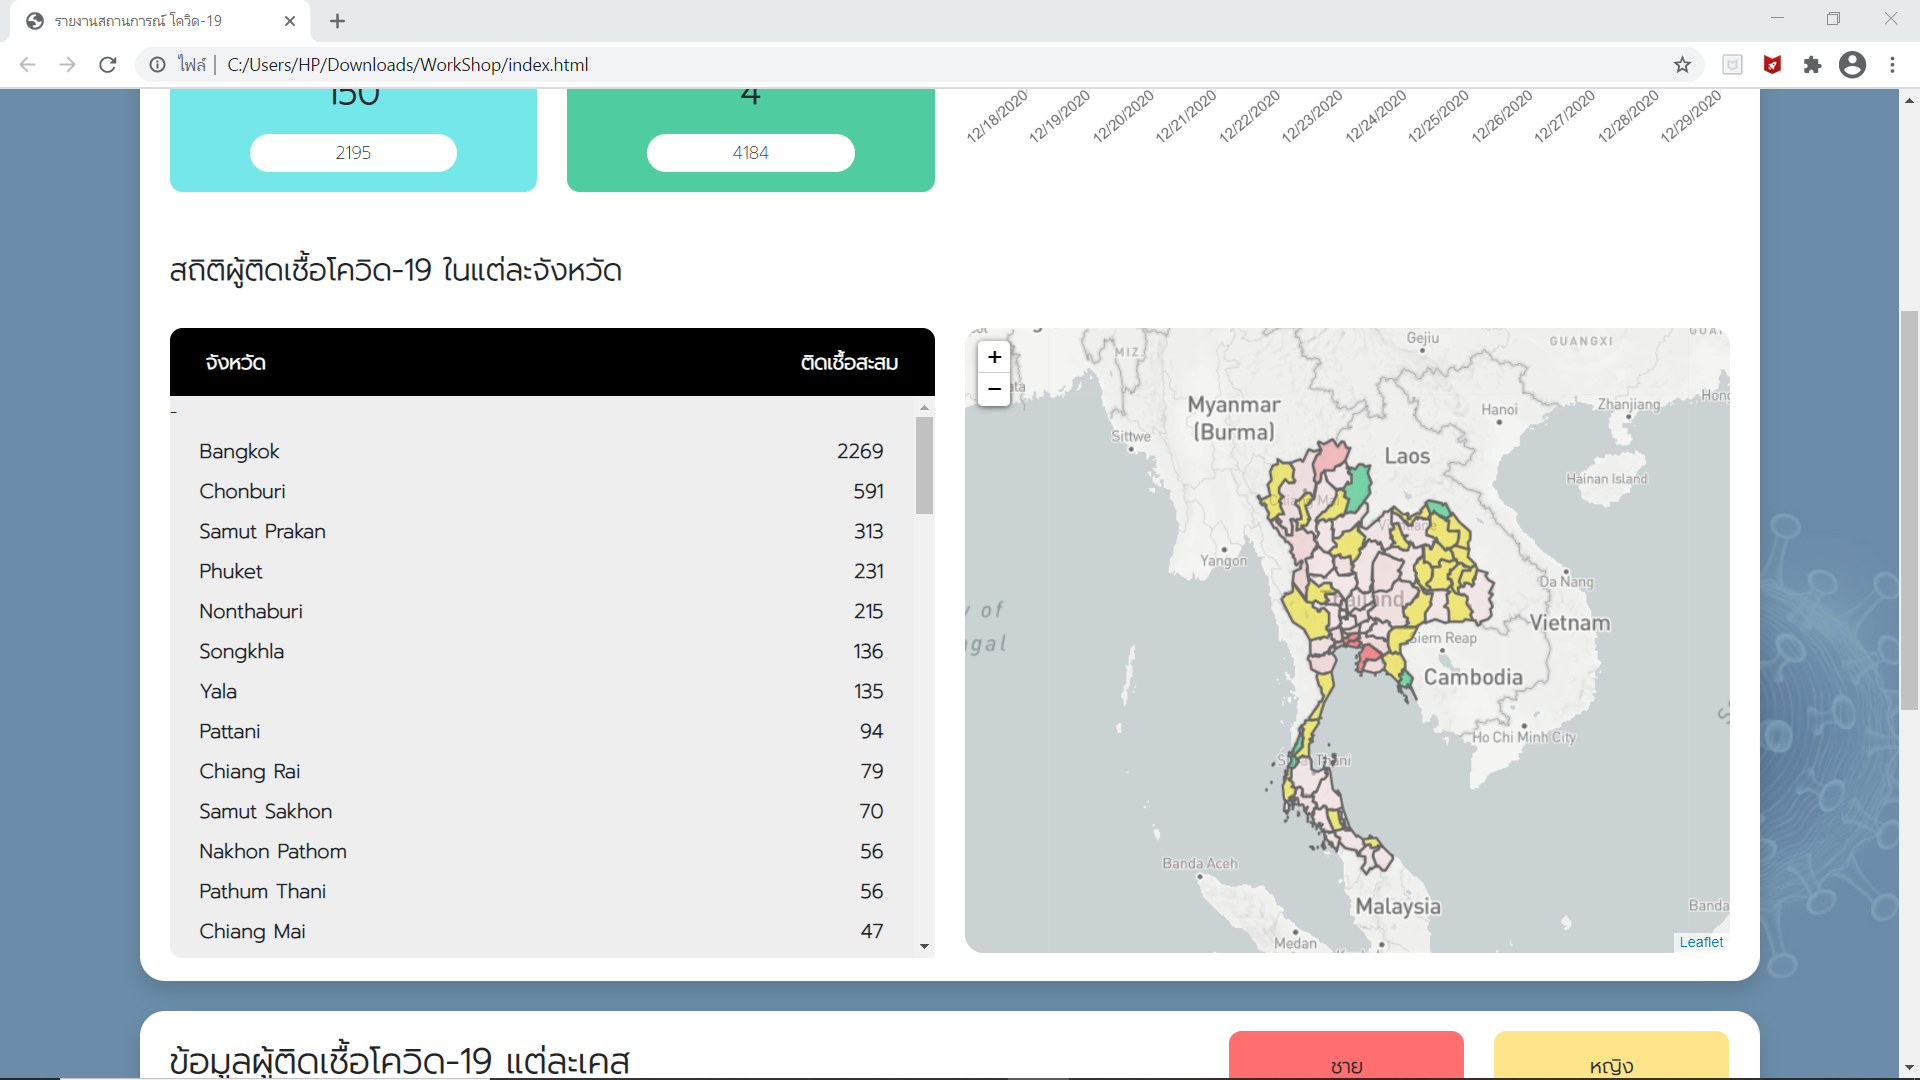 รายงานสถานการณ์ โควิด-19
ไฟล์ | C:/Users/HP/Downloads/WorkShop/index.html
150
4
2195
4184
12/18/2020
12/19/2020
12/20/2020
12/21/2020
12/22/2020
12/23/2020
12/24/2020
12/25/2020
12/26/2020
12/27/2020
12/28/2020
12/29/2020
สถิติผู้ติดเชื้อโควิด-19 ในแต่ละจังหวัด
จังหวัด ติดเชื้อสะสม
-
Bangkok 2269
Chonburi 591
Samut Prakan 313
Phuket 231
Nonthaburi 215
Songkhla 136
Yala 135
Pattani 94
Chiang Rai 79
Samut Sakhon 70
Nakhon Pathom 56
Pathum Thani 56
Chiang Mai 47
+
−
MIZ.
Gejiu
GUANGXI
Myanmar
(Burma)
Hanoi
Zhanjiang
Sittwe
Laos
Hainan Island
Chiang Mai
Vientiane
Yangon
Da Nang
Thailand
Vietnam
Siem Reap
Cambodia
Ho Chi Minh City
Banda Aceh
Malaysia
Banda
Medan
Leaflet
ข้อมูลผู้ติดเชื้อโควิด-19 แต่ละเคส
ชาย
หญิง